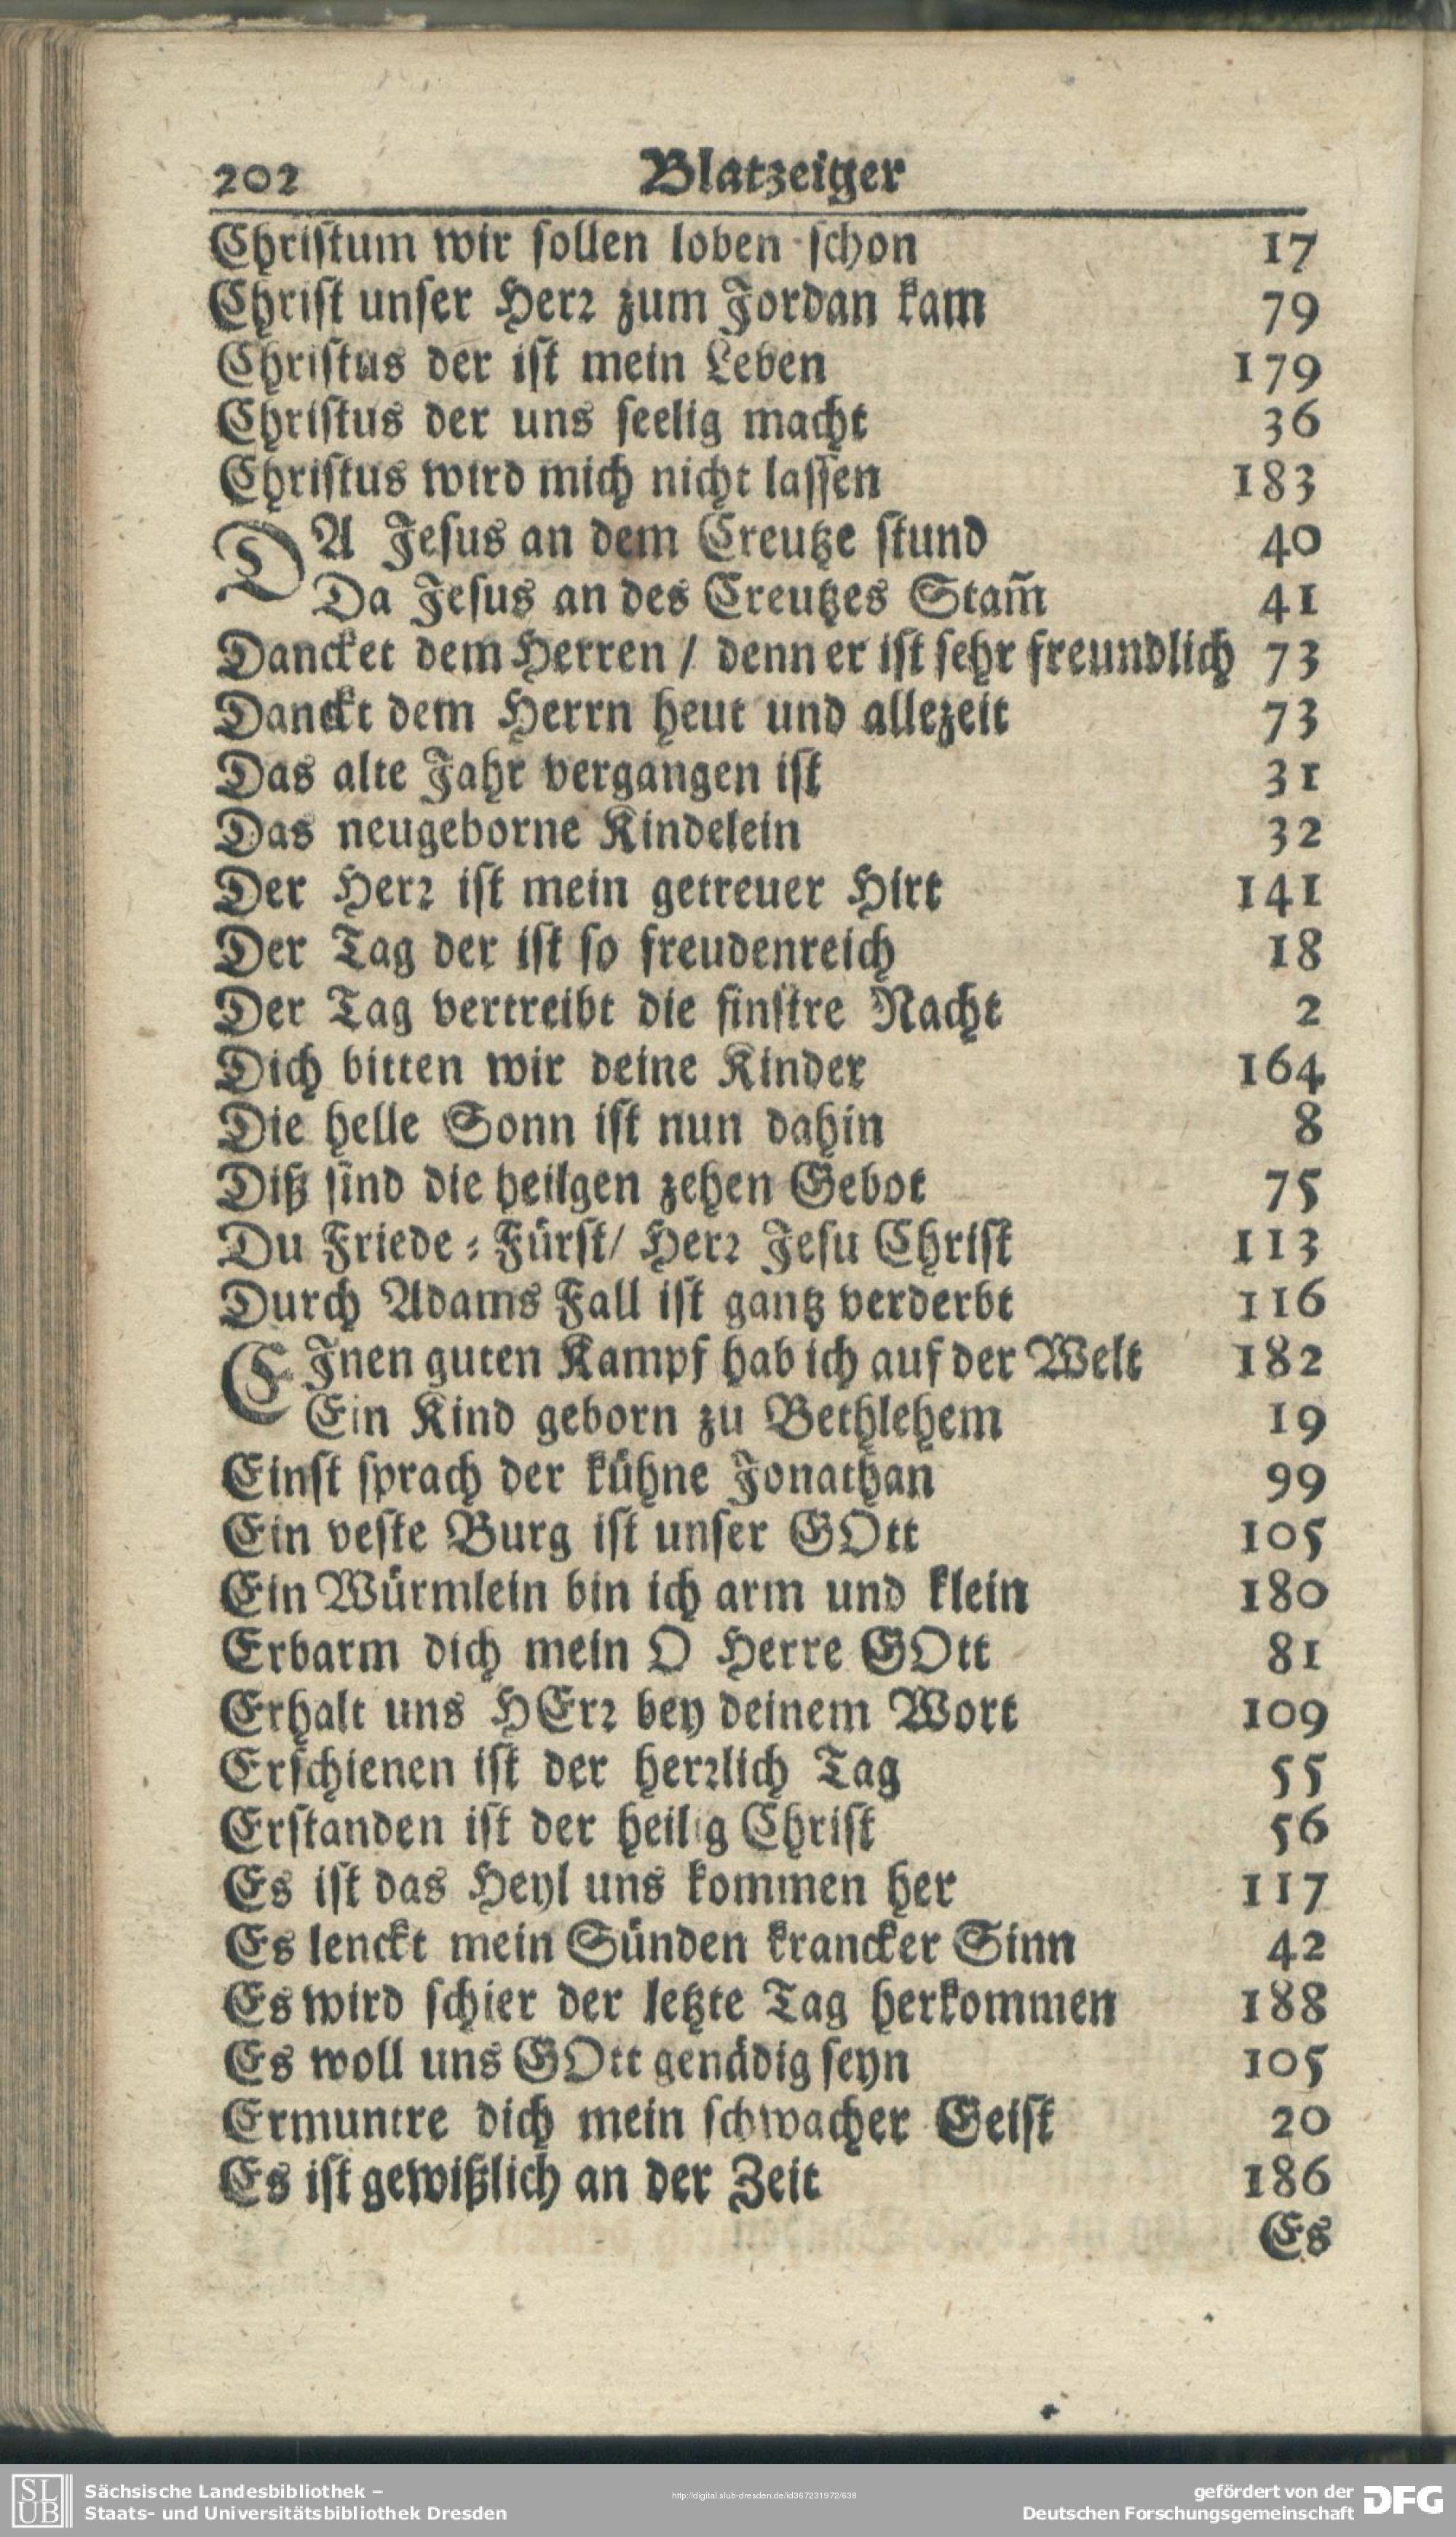 202 Blatzeiger
Christum wir sollen loben schon 17
Christ unser Herr zum Jordan kam 79
Christus der ist mein Leben 179
Christus der uns seelig macht 36
Christus wird mich nicht lassen 183
DA Jesus an dem Creutze stund 40
Da Jesus an des Creutzes Stam̃ 41
Dancket dem Herren / denn er ist sehr freundlich 73
Danckt dem Herrn heut und allezeit 73
Das alte Jahr vergangen ist 31
Das neugeborne Kindelein 32
Der Herr ist mein getreuer Hirt 141
Der Tag der ist so freudenreich 18
Der Tag vertreibt die finstre Nacht 2
Dich bitten wir deine Kinder 164
Die helle Sonn ist nun dahin 8
Diß sind die heilgen zehen Gebot 75
Du Friede-Fürst/ Herr Jesu Christ 113
Durch Adams Fall ist gantz verderbt 116
EJnen guten Kampf hab ich auf der Welt 182
Ein Kind geborn zu Bethlehem 19
Einst sprach der kühne Jonathan 99
Ein veste Burg ist unser GOtt 105
Ein Würmlein bin ich arm und klein 180
Erbarm dich mein O Herre GOtt 81
Erhalt uns HErr bey deinem Wort 109
Erschienen ist der herrlich Tag 55
Erstanden ist der heilig Christ 56
Es ist das Heyl uns kommen her 117
Es lenckt mein Sünden krancker Sinn 42
Es wird schier der letzte Tag herkommen 188
Es woll uns GOtt genädig seyn 105
Ermuntre dich mein schwacher Geist 20
Es ist gewißlich an der Zeit 186
Es
SLUB
Sächsische Landesbibliothek –
Staats- und Universitätsbibliothek Dresden
http://digital.slub-dresden.de/id367231972/638
gefördert von der
Deutschen Forschungsgemeinschaft
DFG